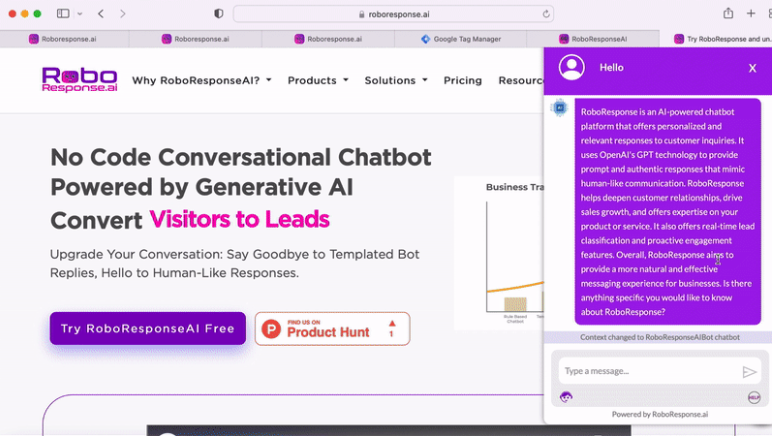 roboresponse.ai
Roboresponse.ai
Roboresponse.ai
Roboresponse.ai
Google Tag Manager
RoboResponseAI
Try RoboResponse and un...
Robo
Response.ai
Why RoboResponseAI?
Products
Solutions
Pricing
No Code Conversational Chatbot
Powered by Generative AI
Convert Visitors to Leads
Upgrade Your Conversation: Say Goodbye to Templated Bot
Replies, Hello to Human-Like Responses.
Try RoboResponseAI Free
FIND US ON
Product Hunt
1
Business Tra
Rule Based
Chatbot
Hello
X
RoboResponse is an AI-powered chatbot
platform that offers personalized and
relevant responses to customer inquiries. It
uses OpenAI's GPT technology to provide
prompt and authentic responses that mimic
human-like communication. RoboResponse
helps deepen customer relationships, drive
sales growth, and offers expertise on your
product or service. It also offers real-time lead
classification and proactive engagement
features. Overall, RoboResponse aims to
provide a more natural and effective
messaging experience for businesses. Is there
anything specific you would like to know
about RoboResponse?
Context changed to RoboResponseAIBot chatbot
Type a message...
HELP
Powered by RoboResponse.ai